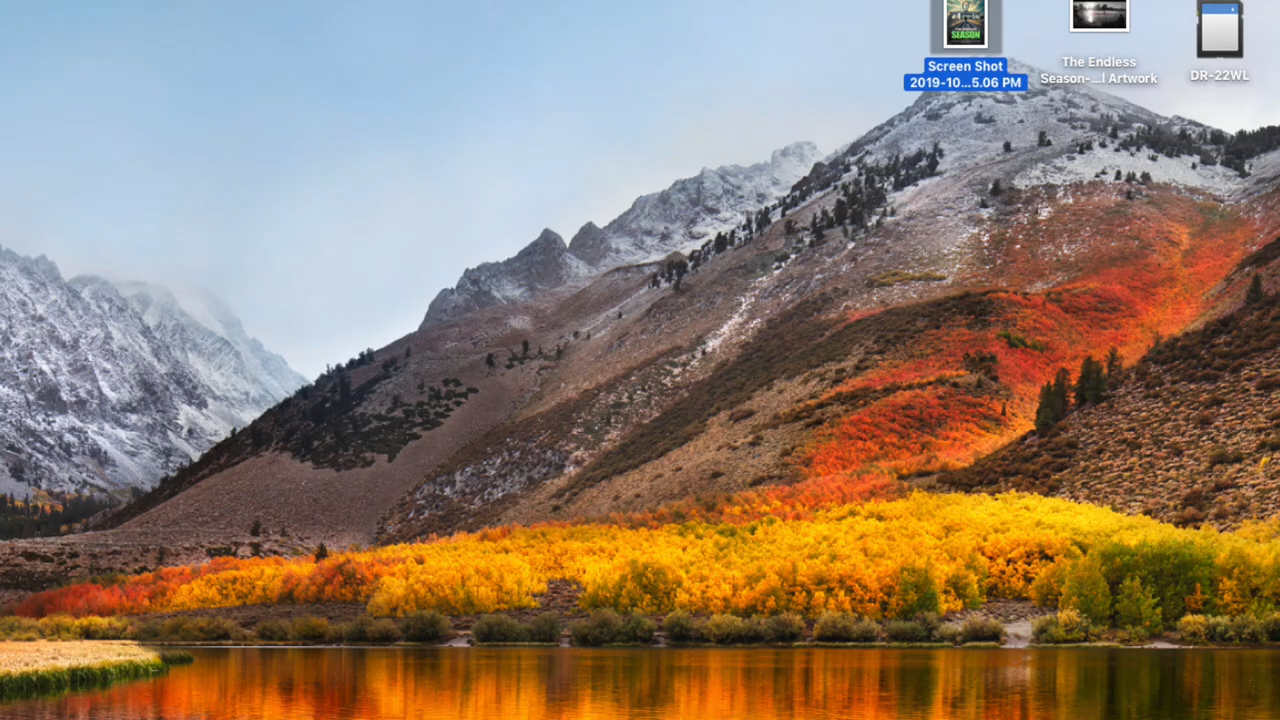 SEASON
Screen Shot
2019-10...5.06 PM
The Endless
Season-...l Artwork
DR-22WL